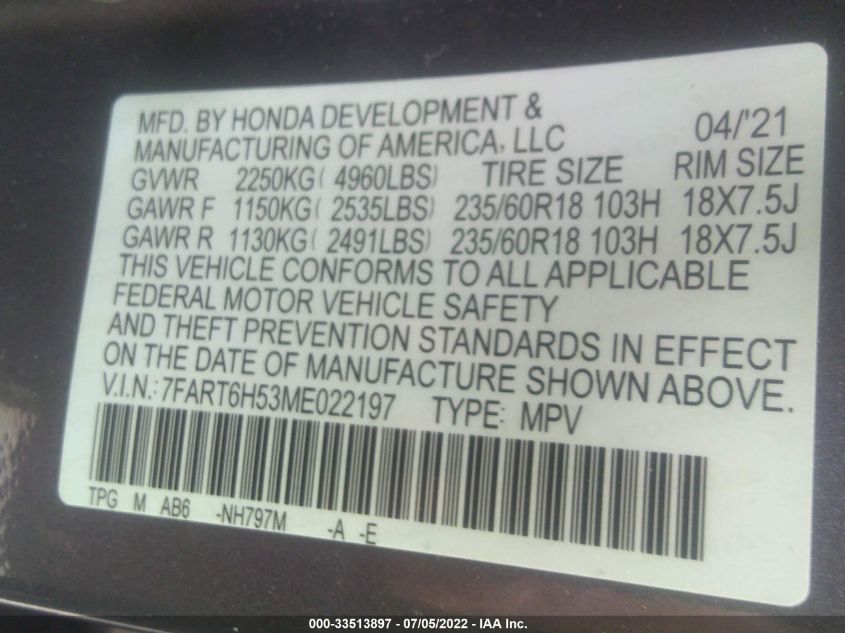 MFD. BY HONDA DEVELOPMENT &
MANUFACTURING OF AMERICA, LLC 04/'21
GVWR 2250KG( 4960LBS) TIRE SIZE RIM SIZE
GAWR F 1150KG( 2535LBS) 235/60R18 103H 18X7.5J
GAWR R 1130KG( 2491LBS) 235/60R18 103H 18X7.5J
THIS VEHICLE CONFORMS TO ALL APPLICABLE
FEDERAL MOTOR VEHICLE SAFETY
AND THEFT PREVENTION STANDARDS IN EFFECT
ON THE DATE OF MANUFACTURE SHOWN ABOVE.
V.I.N.: 7FART6H53ME022197 TYPE: MPV
TPG M AB6 -NH797M -A -E
000-33513897 - 07/05/2022 - IAA Inc.